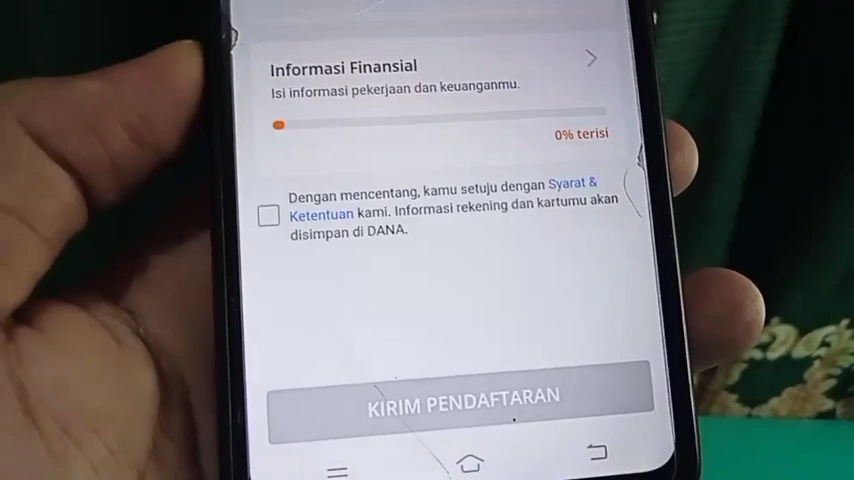 Informasi Finansial
Isi informasi pekerjaan dan keuanganmu.
0% terisi
Dengan mencentang, kamu setuju dengan Syarat &
Ketentuan kami. Informasi rekening dan kartumu akan
disimpan di DANA.
KIRIM PENDAFTARAN